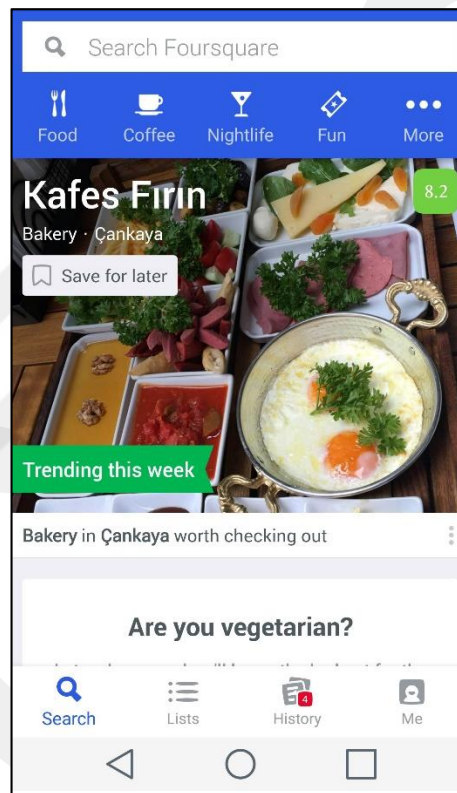 Search Foursquare
Food Coffee Nightlife Fun More
Kafes Fırın
8.2
Bakery · Çankaya
Save for later
Trending this week
Bakery in Çankaya worth checking out
Are you vegetarian?
4
Search Lists History Me